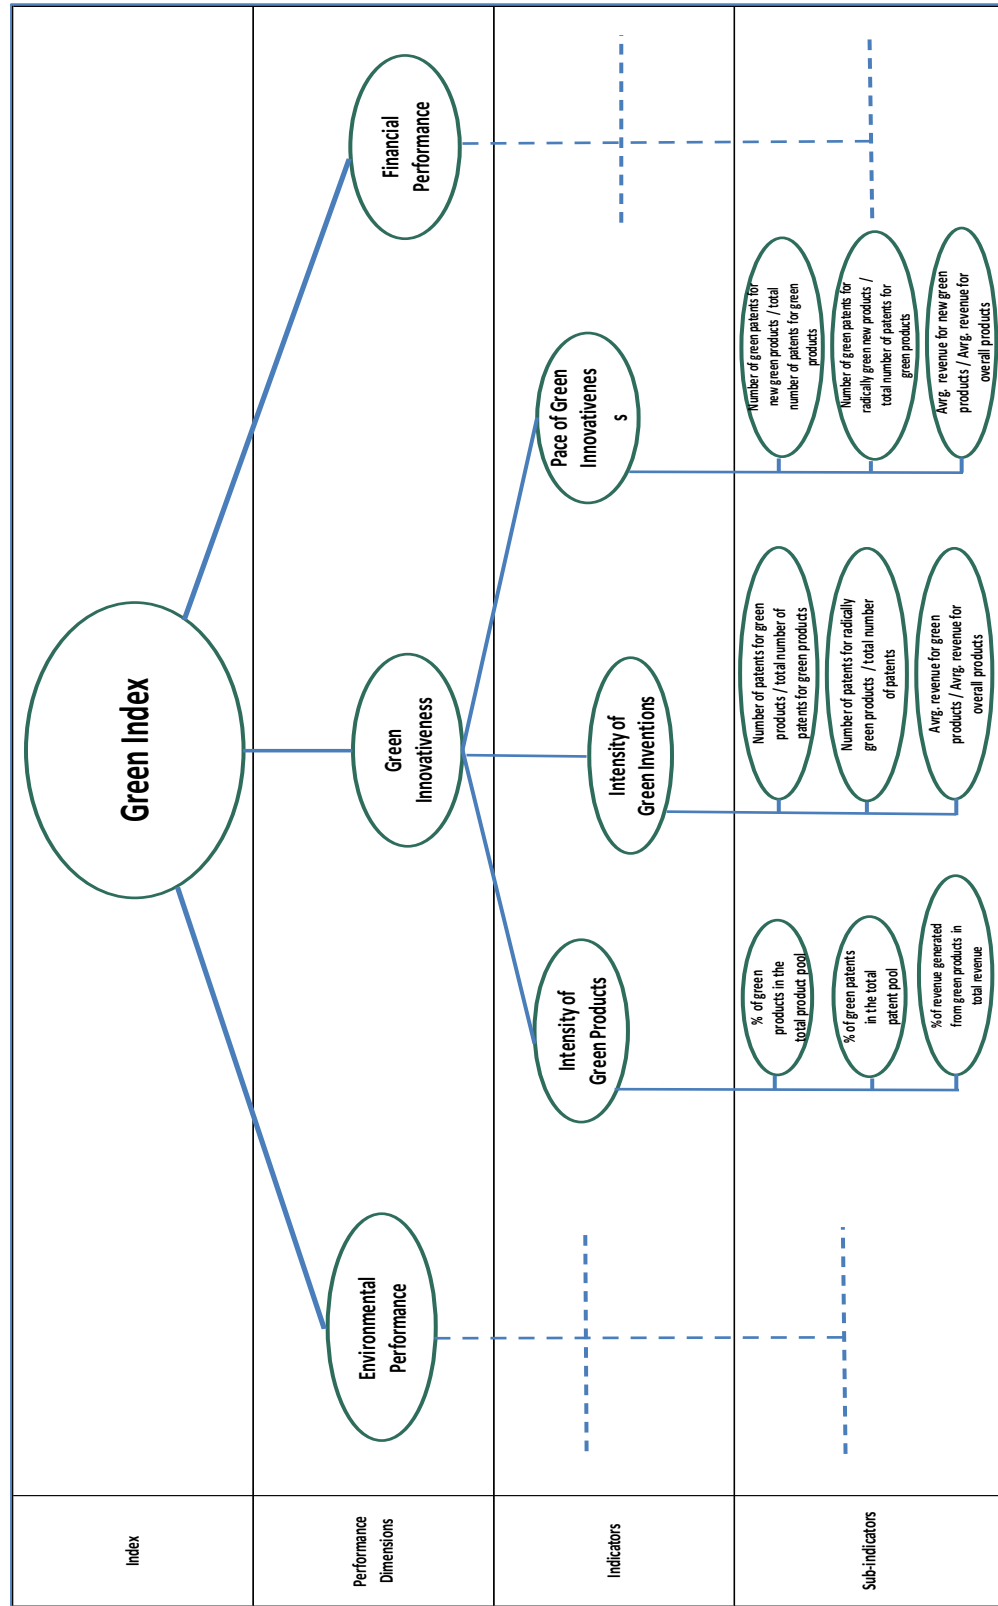 Index
Green Index
Performance
Dimensions
Environmental
Performance
Green
Innovativeness
Financial
Performance
Indicators
Intensity of
Green Products
Intensity of
Green Inventions
Pace of Green
Innovativenes
s
Sub-indicators
% of green
products in the
total product pool
% of green patents
in the total
patent pool
% of revenue generated
from green products in
total revenue
Number of patents for green
products / total number of
patents for green products
Number of patents for radically
green products / total number
of patents
Avrg. revenue for green
products / Avrg. revenue for
overall products
Number of green patents for
new green products / total
number of patents for green
products
Number of green patents for
radically green new products /
total number of patents for
green products
Avrg. revenue for new green
products / Avrg. revenue for
overall products